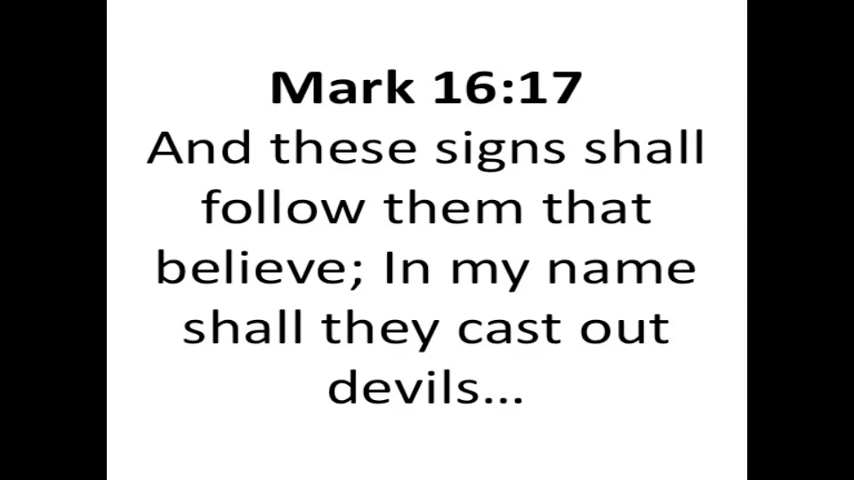 Mark 16:17
And these signs shall
follow them that
believe; In my name
shall they cast out
devils...